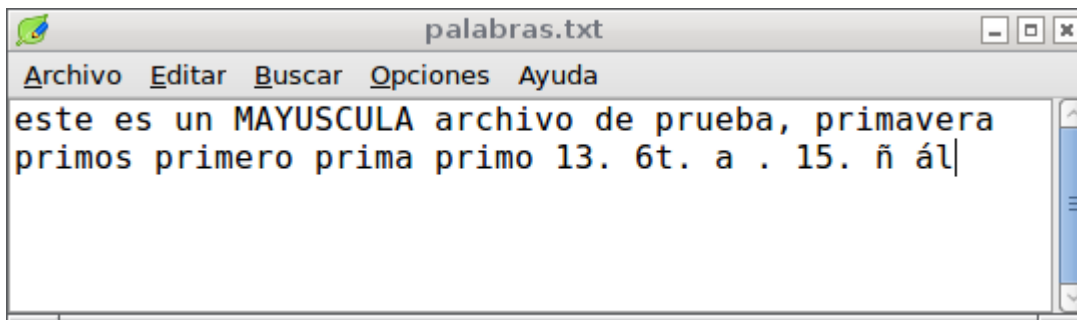 palabras.txt
Archivo Editar Buscar Opciones Ayuda
este es un MAYUSCULA archivo de prueba, primavera
primos primero prima primo 13. 6t. a . 15. ñ ál